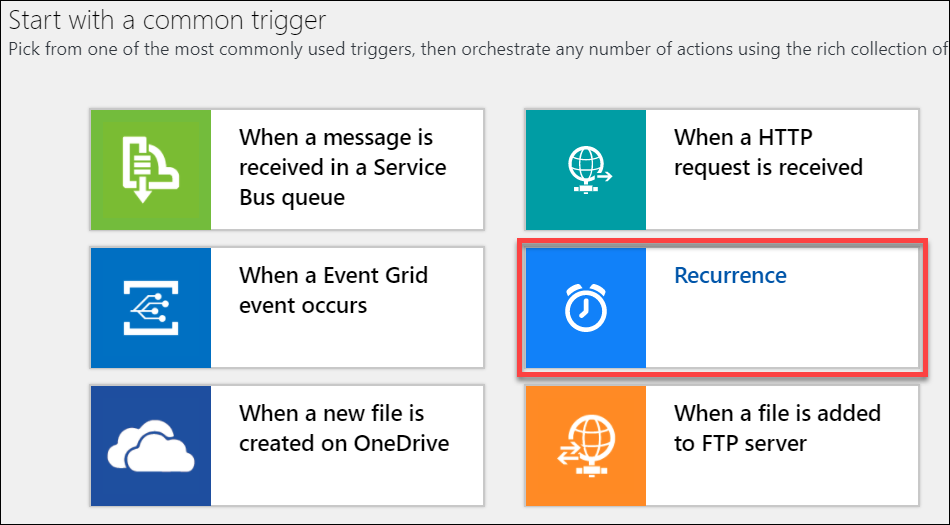 Start with a common trigger
Pick from one of the most commonly used triggers, then orchestrate any number of actions using the rich collection of
When a message is
received in a Service
Bus queue
When a HTTP
request is received
When a Event Grid
event occurs
Recurrence
When a new file is
created on OneDrive
When a file is added
to FTP server